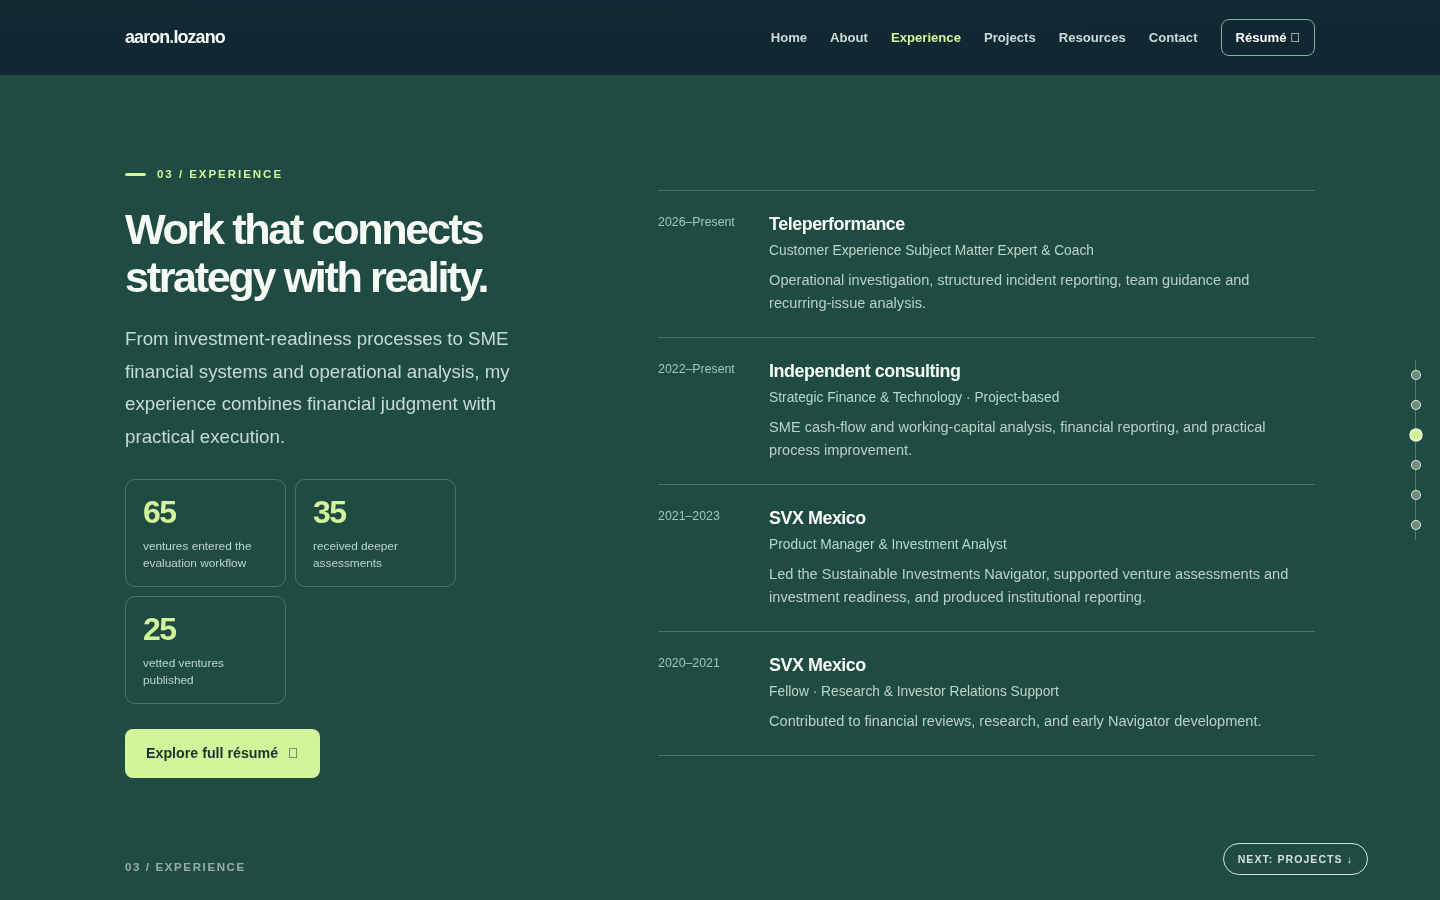 aaron.lozano
Home About Experience Projects Resources Contact Résumé
03 / EXPERIENCE
Work that connects
strategy with reality.
From investment-readiness processes to SME
financial systems and operational analysis, my
experience combines financial judgment with
practical execution.
65
ventures entered the
evaluation workflow
35
received deeper
assessments
25
vetted ventures
published
Explore full résumé
2026–Present
Teleperformance
Customer Experience Subject Matter Expert & Coach
Operational investigation, structured incident reporting, team guidance and
recurring-issue analysis.
2022–Present
Independent consulting
Strategic Finance & Technology · Project-based
SME cash-flow and working-capital analysis, financial reporting, and practical
process improvement.
2021–2023
SVX Mexico
Product Manager & Investment Analyst
Led the Sustainable Investments Navigator, supported venture assessments and
investment readiness, and produced institutional reporting.
2020–2021
SVX Mexico
Fellow · Research & Investor Relations Support
Contributed to financial reviews, research, and early Navigator development.
03 / EXPERIENCE
NEXT: PROJECTS ↓